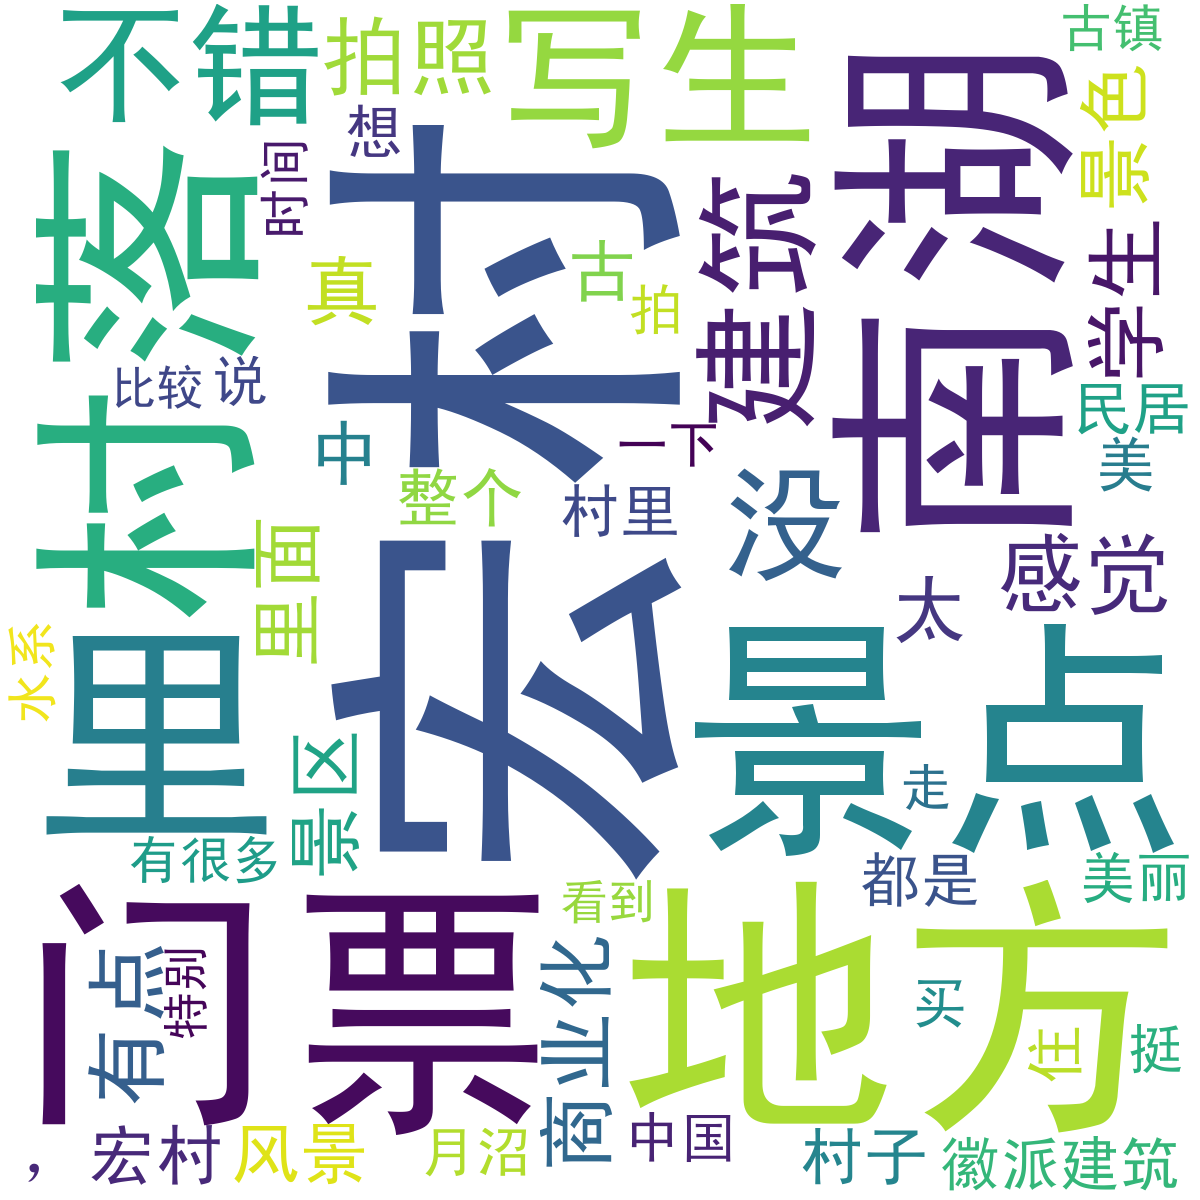 不错
拍照
写生
古镇
南湖
景色
想
时间
宏村
村落
建筑
学生
真
古
拍
比较
说
民居
中
一下
美
没
整个
村里
里面
感觉
太
水系
里
景点
景区
走
有很多
都是
美丽
门票
看到
地方
有点
特别
商业化
买
住
挺
，宏村
风景
月沼
中国
村子
徽派建筑